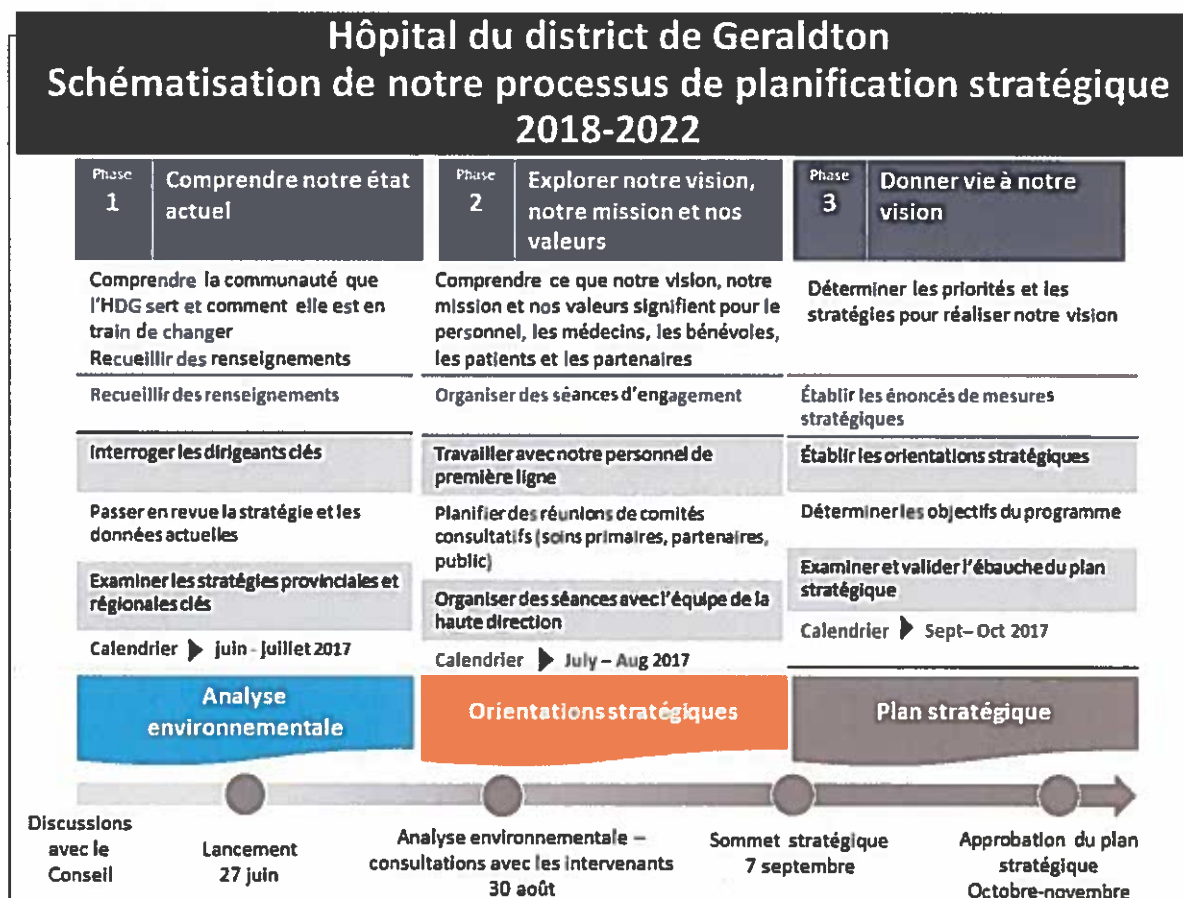 Hôpital du district de Geraldton
Schématisation de notre processus de planification stratégique
2018-2022
Phase
1
Comprendre notre état
actuel
Comprendre la communauté que
l'HDG sert et comment elle est en
train de changer
Recueillir des renseignements
Recueillir des renseignements
Interroger les dirigeants clés
Passer en revue la stratégie et les
données actuelles
Examiner les stratégies provinciales et
régionales clés
Calendrier juin - juillet 2017
Analyse
environnementale
Phase
2
Explorer notre vision,
notre mission et nos
valeurs
Comprendre ce que notre vision, notre
mission et nos valeurs signifient pour le
personnel, les médecins, les bénévoles,
les patients et les partenaires
Organiser des séances d'engagement
Travailler avec notre personnel de
première ligne
Planifier des réunions de comités
consultatifs (soins primaires, partenaires,
public)
Organiser des séances avec l'équipe de la
haute direction
Calendrier July – Aug 2017
Orientations stratégiques
Phase
3
Donner vie à notre
vision
Déterminer les priorités et les
stratégies pour réaliser notre vision
Établir les énoncés de mesures
stratégiques
Établir les orientations stratégiques
Déterminer les objectifs du programme
Examiner et valider l'ébauche du plan
stratégique
Calendrier Sept – Oct 2017
Plan stratégique
Discussions
avec le
Conseil
Lancement
27 juin
Analyse environnementale –
consultations avec les intervenants
30 août
Sommet stratégique
7 septembre
Approbation du plan
stratégique
Octobre-novembre